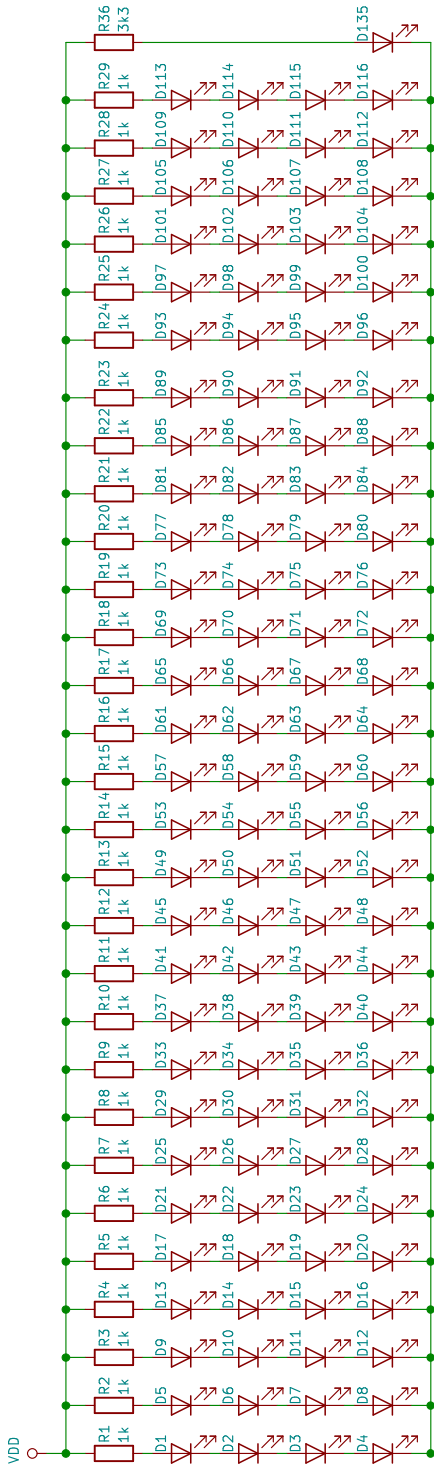 R36
3k3
D135
R29
1k
D113
D114
D115
D116
R28
1k
D109
D110
D111
D112
R27
1k
D105
D106
D107
D108
R26
1k
D101
D102
D103
D104
R25
1k
D97
D98
D99
D100
R24
1k
D93
D94
D95
D96
R23
1k
D89
D90
D91
D92
R22
1k
D85
D86
D87
D88
R21
1k
D81
D82
D83
D84
R20
1k
D77
D78
D79
D80
R19
1k
D73
D74
D75
D76
R18
1k
D69
D70
D71
D72
R17
1k
D65
D66
D67
D68
R16
1k
D61
D62
D63
D64
R15
1k
D57
D58
D59
D60
R14
1k
D53
D54
D55
D56
R13
1k
D49
D50
D51
D52
R12
1k
D45
D46
D47
D48
R11
1k
D41
D42
D43
D44
R10
1k
D37
D38
D39
D40
R9
1k
D33
D34
D35
D36
R8
1k
D29
D30
D31
D32
R7
1k
D25
D26
D27
D28
R6
1k
D21
D22
D23
D24
R5
1k
D17
D18
D19
D20
R4
1k
D13
D14
D15
D16
R3
1k
D9
D10
D11
D12
R2
1k
D5
D6
D7
D8
VDD
R1
1k
D1
D2
D3
D4